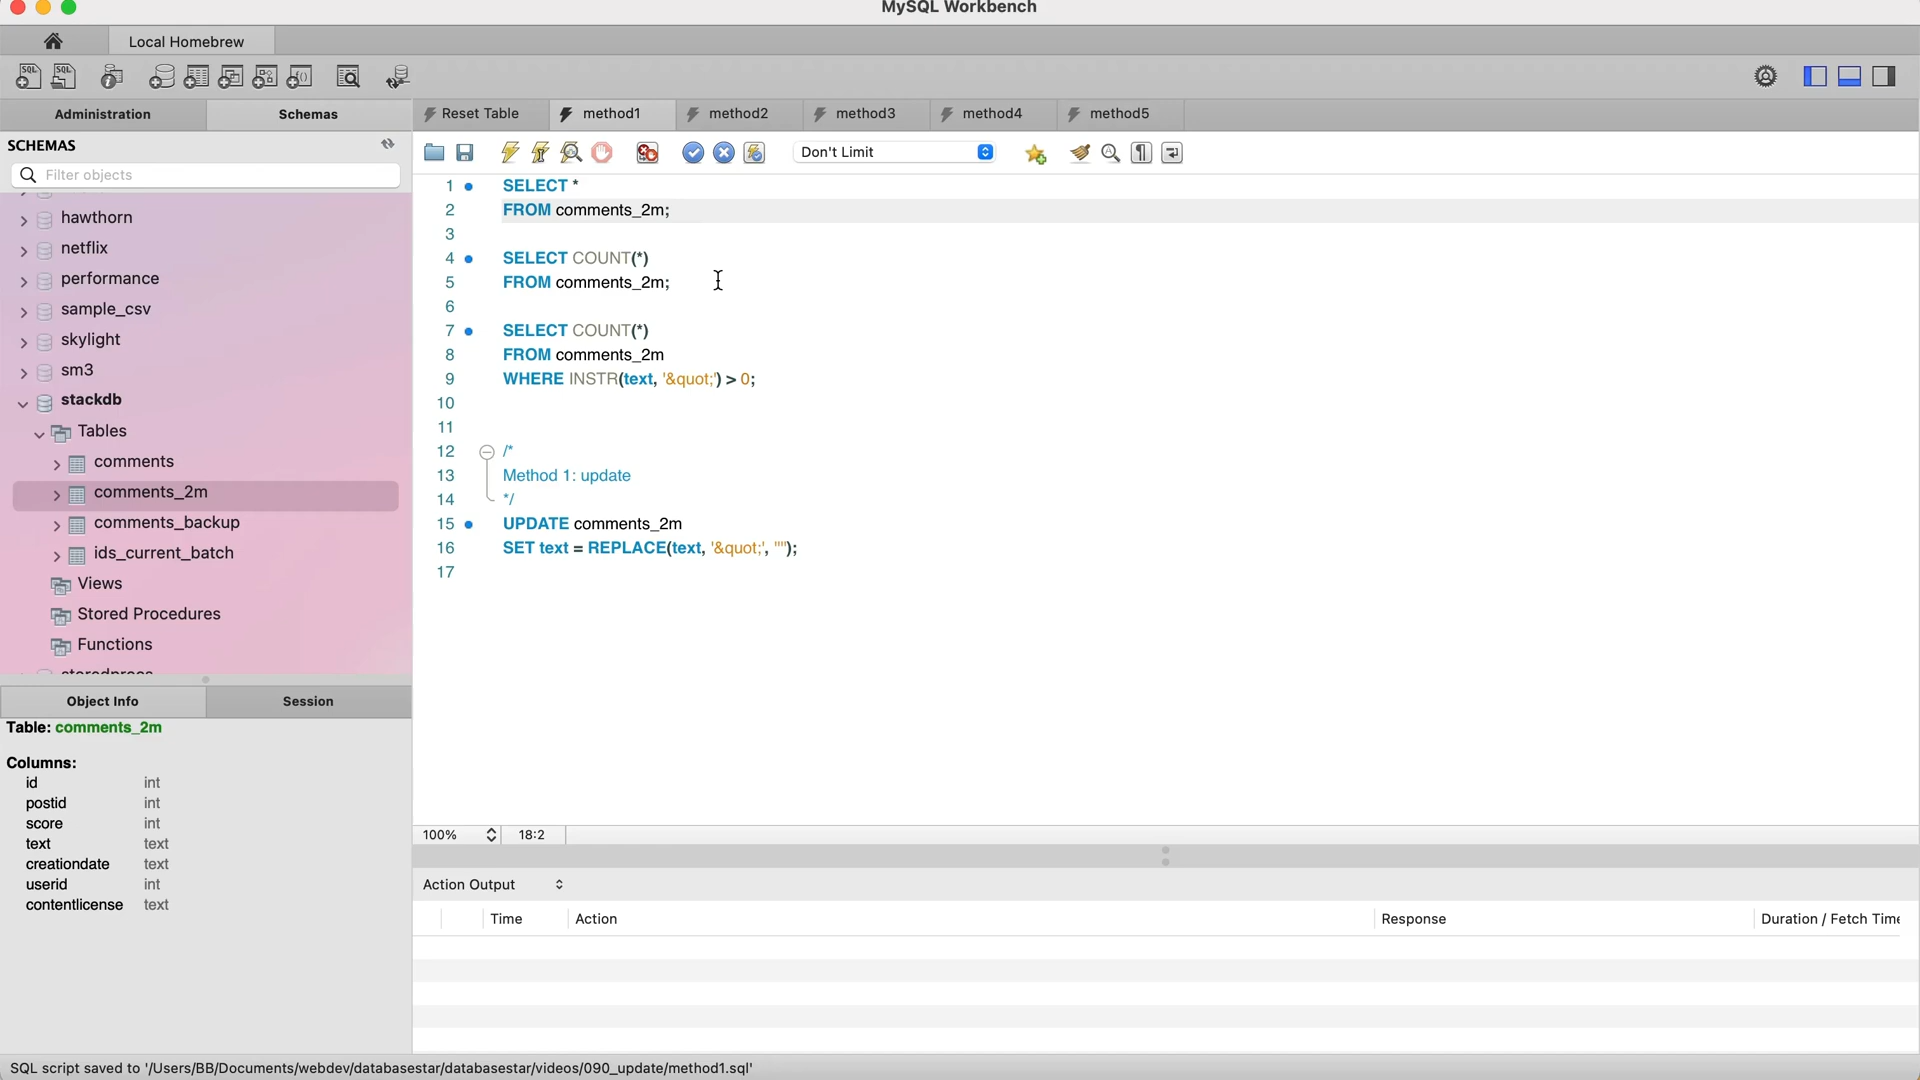 MySQL Workbench
Local Homebrew
SQL SQL
Administration Schemas
Reset Table method1 method2 method3 method4 method5
SCHEMAS
Filter objects
Don't Limit
hawthorn
netflix
performance
sample_csv
skylight
sm3
stackdb
Tables
comments
comments_2m
comments_backup
ids_current_batch
Views
Stored Procedures
Functions
1 SELECT *
2 FROM comments_2m;
3
4 SELECT COUNT(*)
5 FROM comments_2m;
6
7 SELECT COUNT(*)
8 FROM comments_2m
9 WHERE INSTR(text, '&quot;') > 0;
10
11
12 /*
13 Method 1: update
14 */
15 UPDATE comments_2m
16 SET text = REPLACE(text, '&quot;', '"');
17
100% 18:2
Object Info Session
Table: comments_2m
Columns:
id int
postid int
score int
text text
creationdate text
userid int
contentlicense text
Action Output
Time Action Response Duration / Fetch Time
SQL script saved to '/Users/BB/Documents/webdev/databasestar/databasestar/videos/090_update/method1.sql'